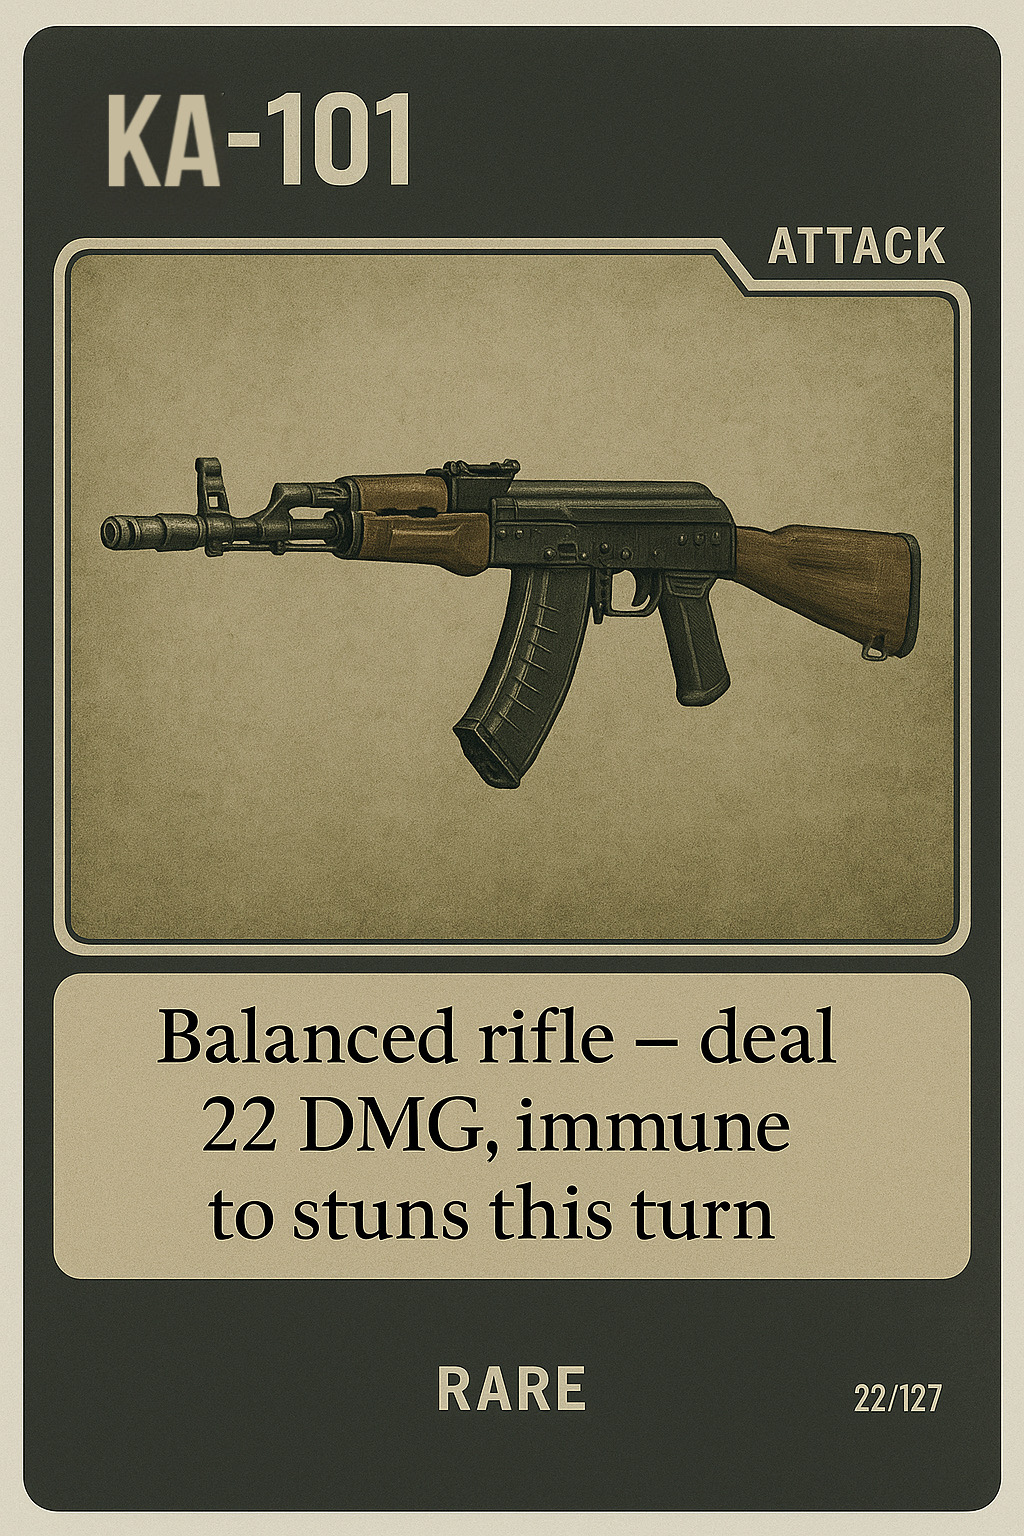 KA-101
ATTACK
Balanced rifle – deal
22 DMG, immune
to stuns this turn
RARE
22/127